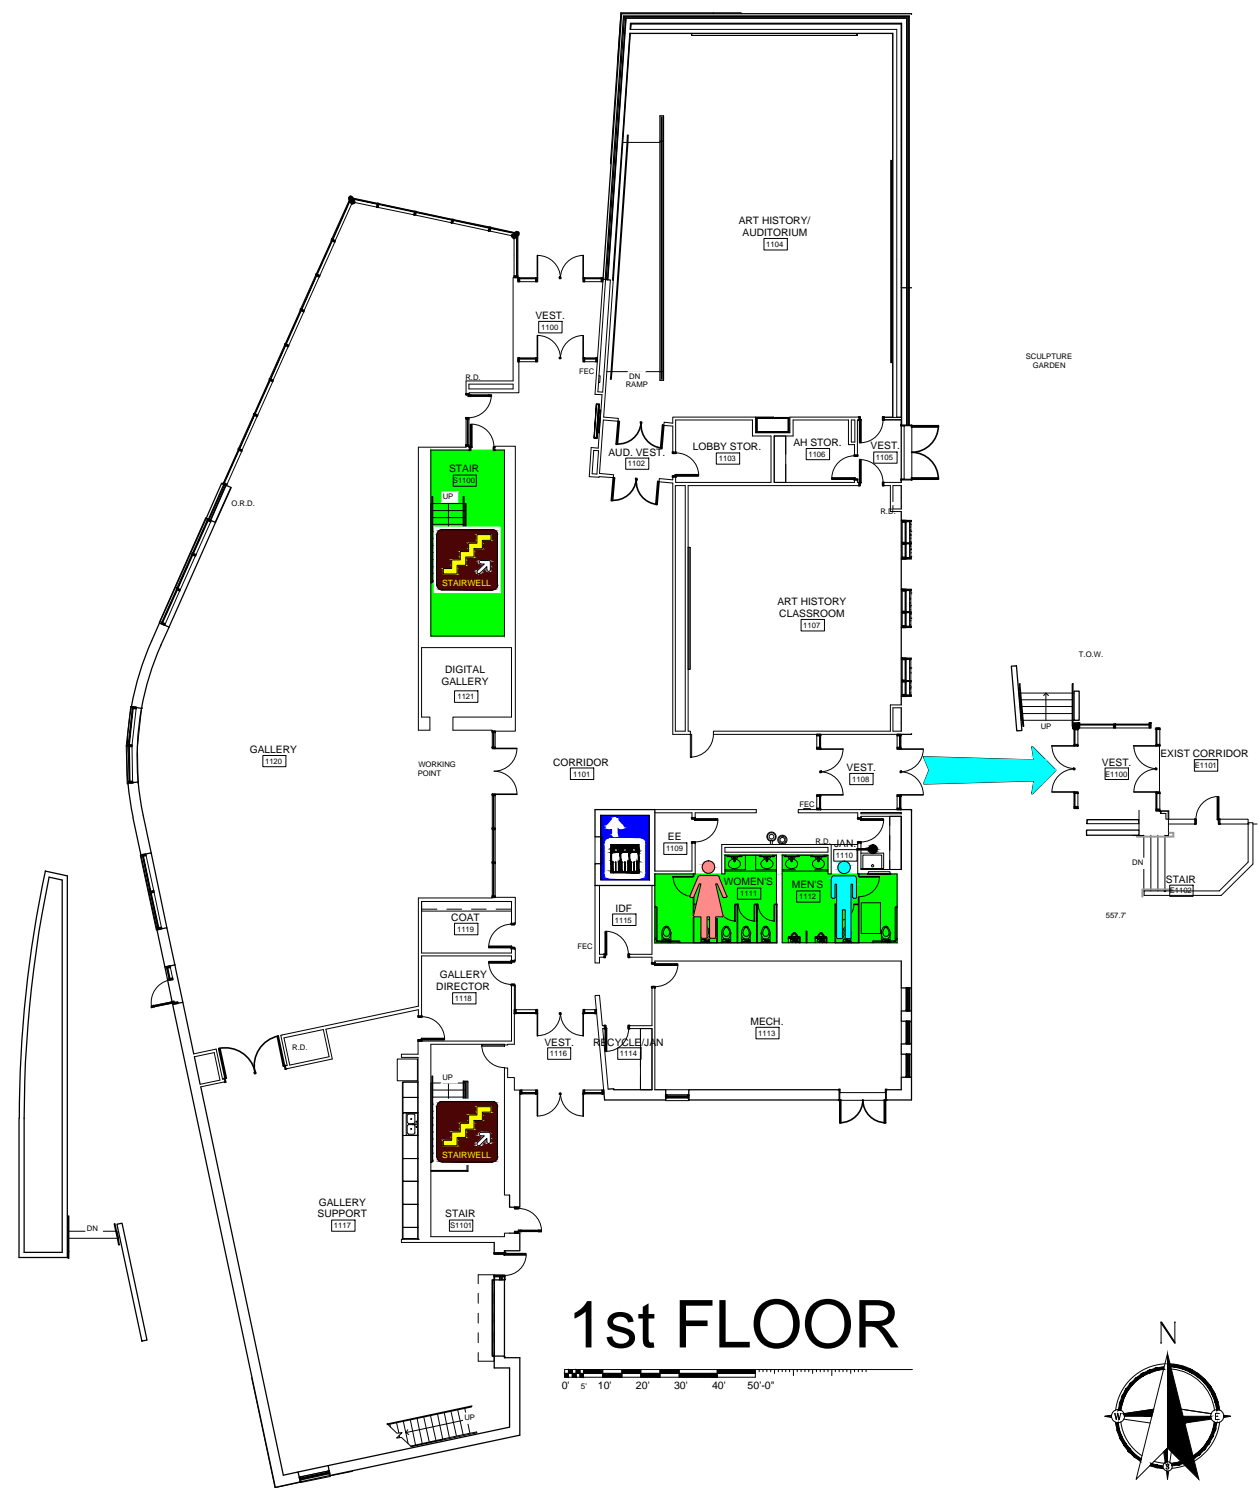 ART HISTORY/
AUDITORIUM
1104
VEST.
1100
SCULPTURE
GARDEN
FEC
DN
RAMP
R.D.
AUD. VEST.
1102
LOBBY STOR.
1103
AH STOR.
1106
VEST.
1105
STAIR
S1100
UP
STAIRWELL
O.R.D.
R.D.
ART HISTORY
CLASSROOM
1107
DIGITAL
GALLERY
1121
T.O.W.
UP
GALLERY
1120
WORKING
POINT
CORRIDOR
1101
VEST.
1108
VEST.
E1100
EXIST CORRIDOR
E1101
FEC
EE
1109
R.D.
JAN.
1110
DN
STAIR
E1102
557.7'
WOMEN'S
1111
MEN'S
1112
COAT
1119
IDF
1115
FEC
GALLERY
DIRECTOR
1118
MECH.
1113
VEST.
1116
RECYCLE/JAN
1114
R.D.
UP
STAIRWELL
GALLERY
SUPPORT
1117
STAIR
S1101
DN
1st FLOOR
0' 5' 10' 20' 30' 40' 50'-0"
UP
N
W
E
S